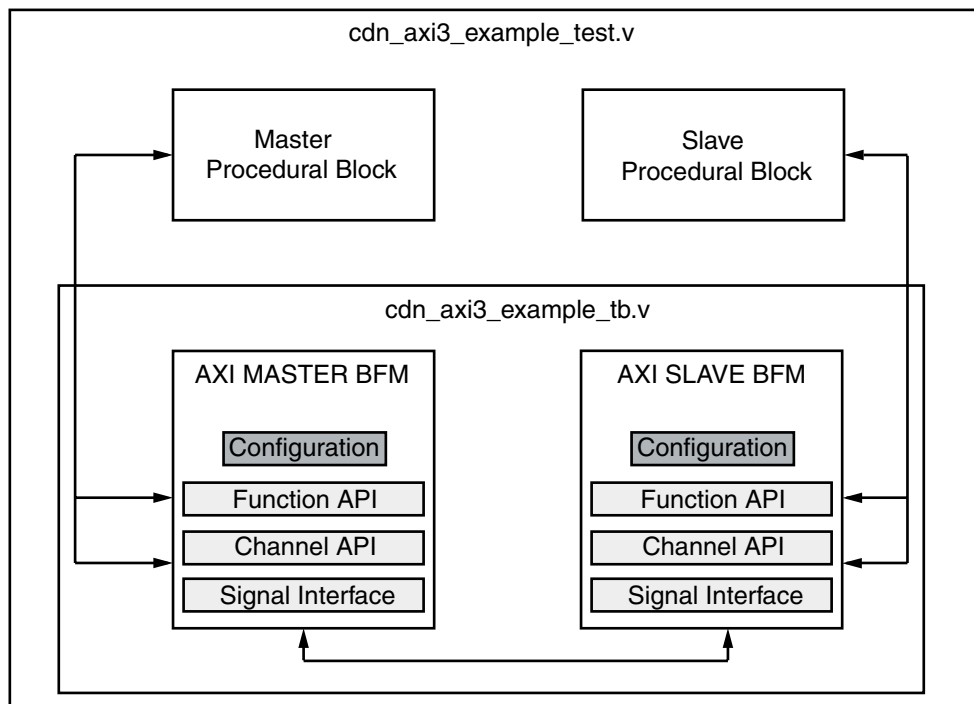 cdn_axi3_example_test.v
Master
Procedural Block
Slave
Procedural Block
cdn_axi3_example_tb.v
AXI MASTER BFM
Configuration
Function API
Channel API
Signal Interface
AXI SLAVE BFM
Configuration
Function API
Channel API
Signal Interface